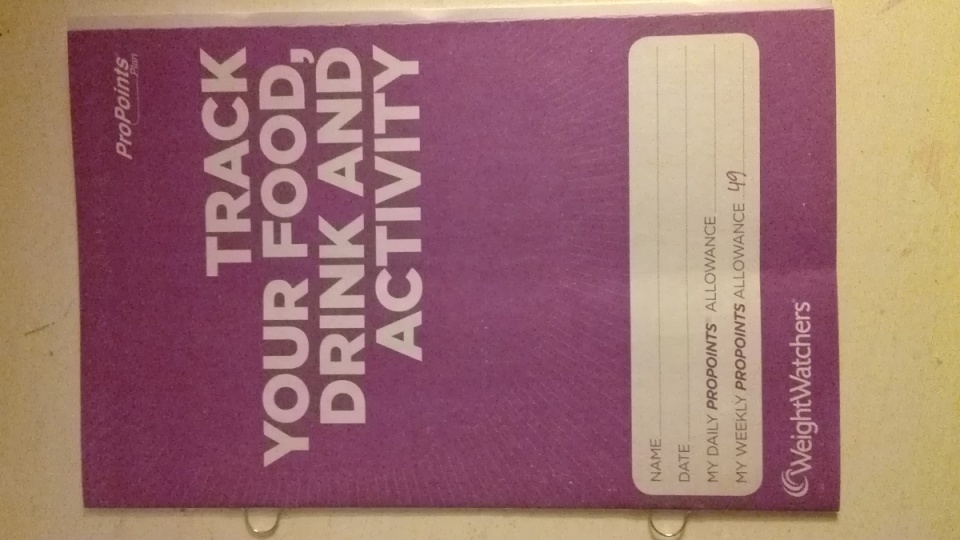 ProPoints®
Plan
TRACK
YOUR FOOD,
DRINK AND
ACTIVITY
NAME
DATE
MY DAILY PROPOINTS® ALLOWANCE
MY WEEKLY PROPOINTS ALLOWANCE 49
WeightWatchers®